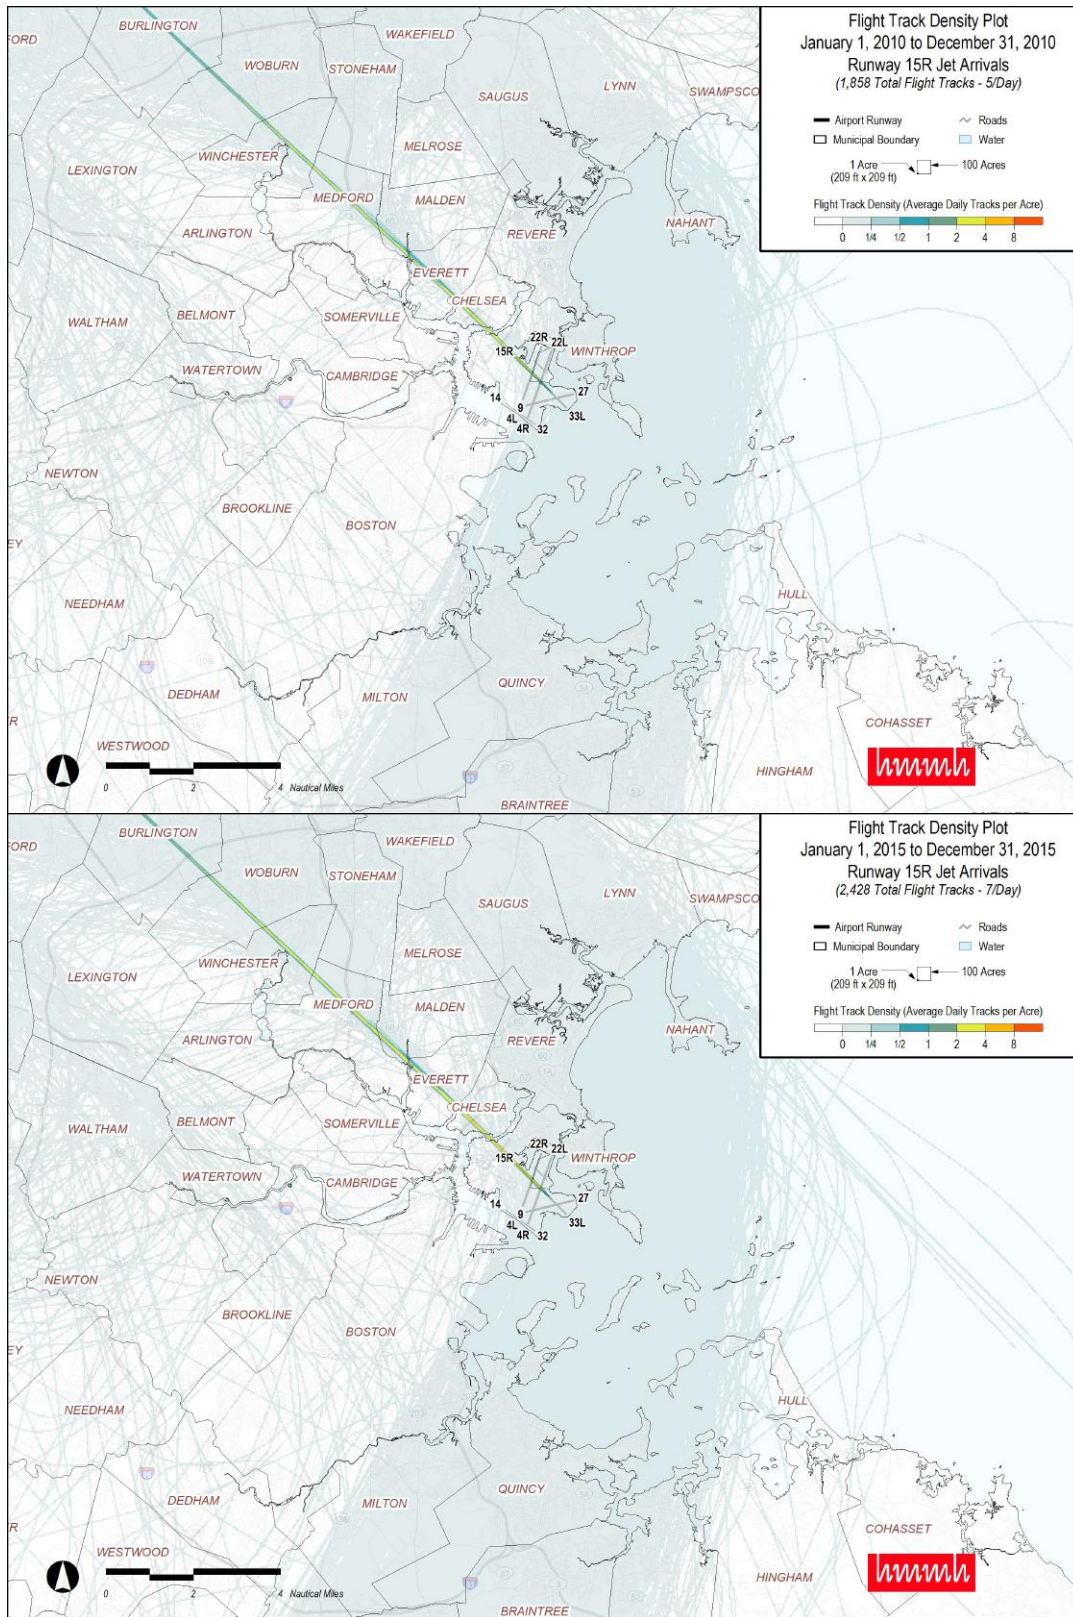 BURLINGTON
WAKEFIELD
FORD
WOBURN
STONEHAM
LYNN
SAUGUS
SWAMPSCO
MELROSE
WINCHESTER
LEXINGTON
MEDFORD
MALDEN
NAHANT
ARLINGTON
REVERE
EVERETT
CHELSEA
WALTHAM
BELMONT
SOMERVILLE
22R
22L
15R
WINTHROP
WATERTOWN
CAMBRIDGE
14
9
27
4L
33L
4R
32
NEWTON
BROOKLINE
BOSTON
EY
HULL
NEEDHAM
QUINCY
DEDHAM
MILTON
R
COHASSET
WESTWOOD
HINGHAM
0 2 4 Nautical Miles
BRAINTREE
hmmh
Flight Track Density Plot
January 1, 2010 to December 31, 2010
Runway 15R Jet Arrivals
(1,858 Total Flight Tracks - 5/Day)
Airport Runway
Roads
Municipal Boundary
Water
1 Acre
(209 ft x 209 ft)
100 Acres
Flight Track Density (Average Daily Tracks per Acre)
0 1/4 1/2 1 2 4 8
BURLINGTON
WAKEFIELD
FORD
WOBURN
STONEHAM
LYNN
SAUGUS
SWAMPSCO
MELROSE
WINCHESTER
LEXINGTON
MEDFORD
MALDEN
NAHANT
ARLINGTON
REVERE
EVERETT
CHELSEA
WALTHAM
BELMONT
SOMERVILLE
22R
22L
15R
WINTHROP
WATERTOWN
CAMBRIDGE
14
9
27
4L
33L
4R
32
NEWTON
BROOKLINE
BOSTON
EY
HULL
NEEDHAM
QUINCY
DEDHAM
MILTON
R
COHASSET
WESTWOOD
HINGHAM
0 2 4 Nautical Miles
BRAINTREE
hmmh
Flight Track Density Plot
January 1, 2015 to December 31, 2015
Runway 15R Jet Arrivals
(2,428 Total Flight Tracks - 7/Day)
Airport Runway
Roads
Municipal Boundary
Water
1 Acre
(209 ft x 209 ft)
100 Acres
Flight Track Density (Average Daily Tracks per Acre)
0 1/4 1/2 1 2 4 8